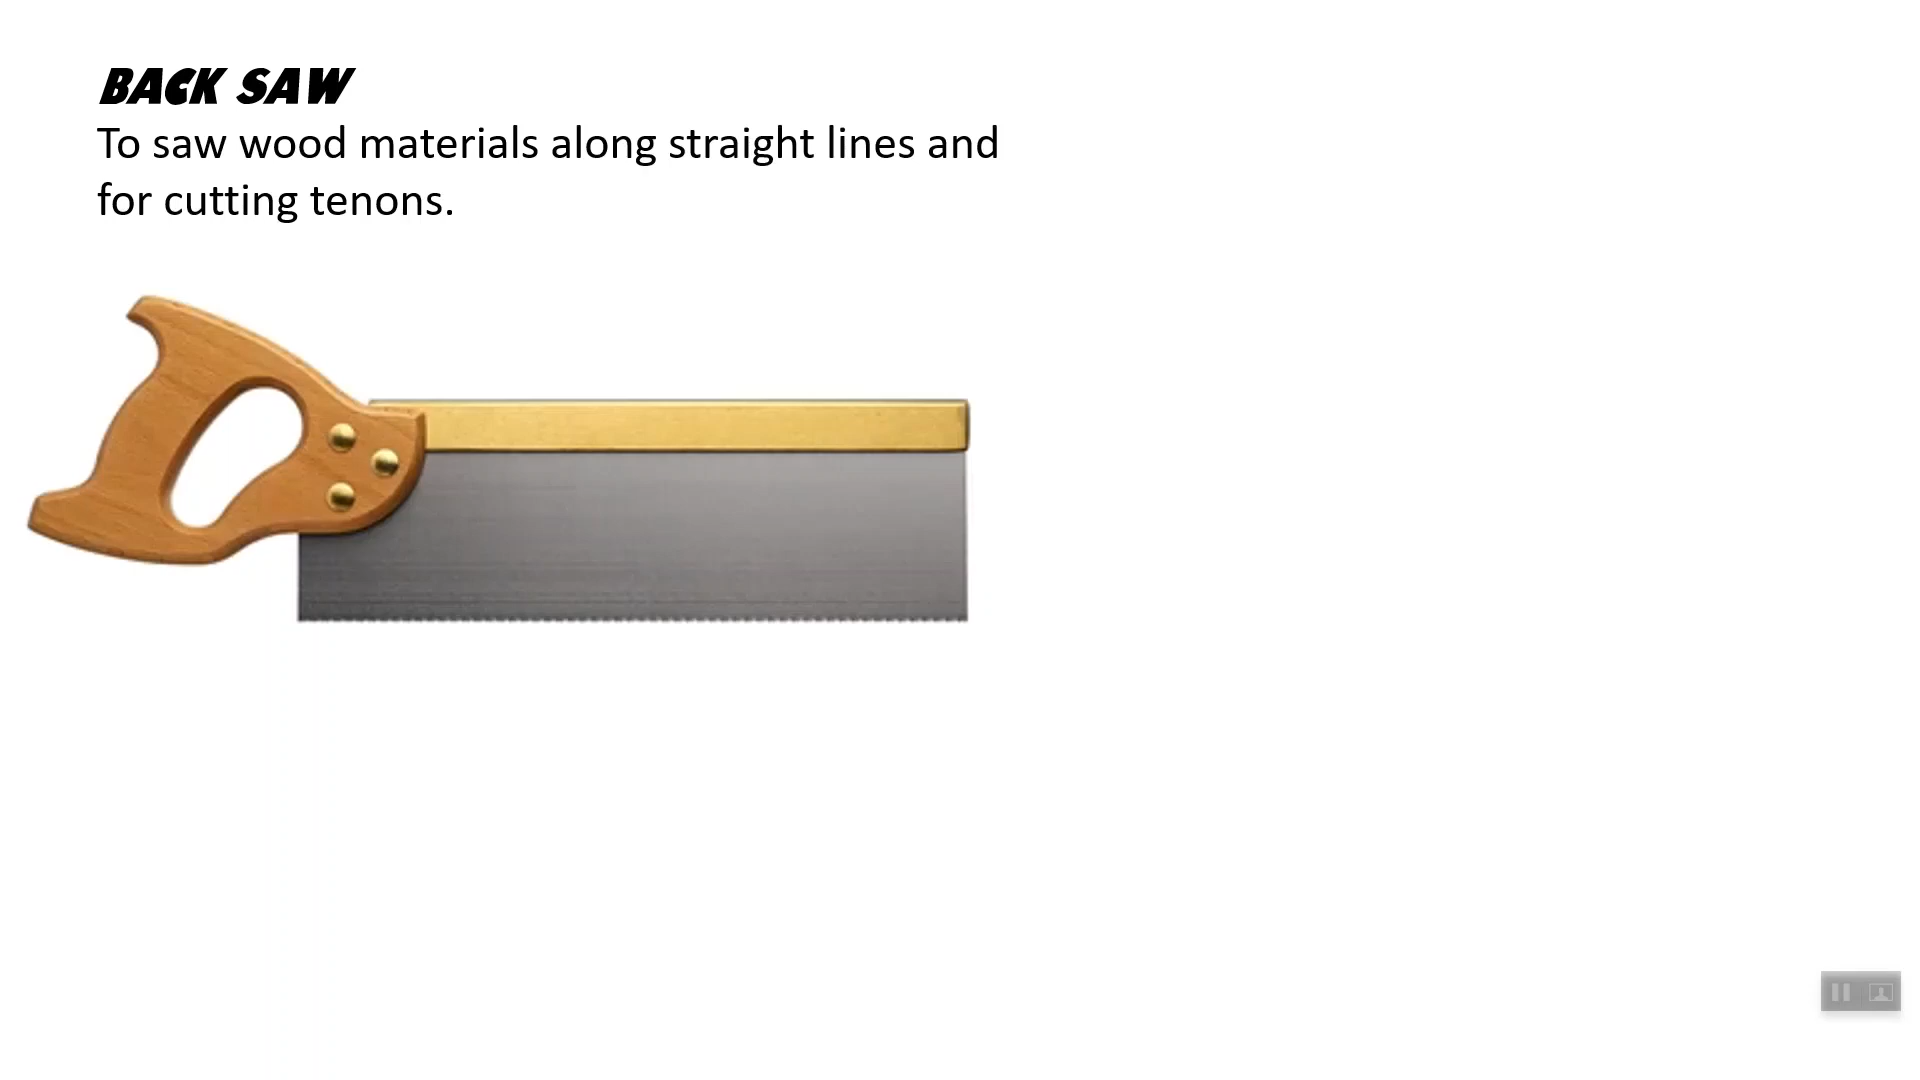 BACK SAW
To saw wood materials along straight lines and
for cutting tenons.